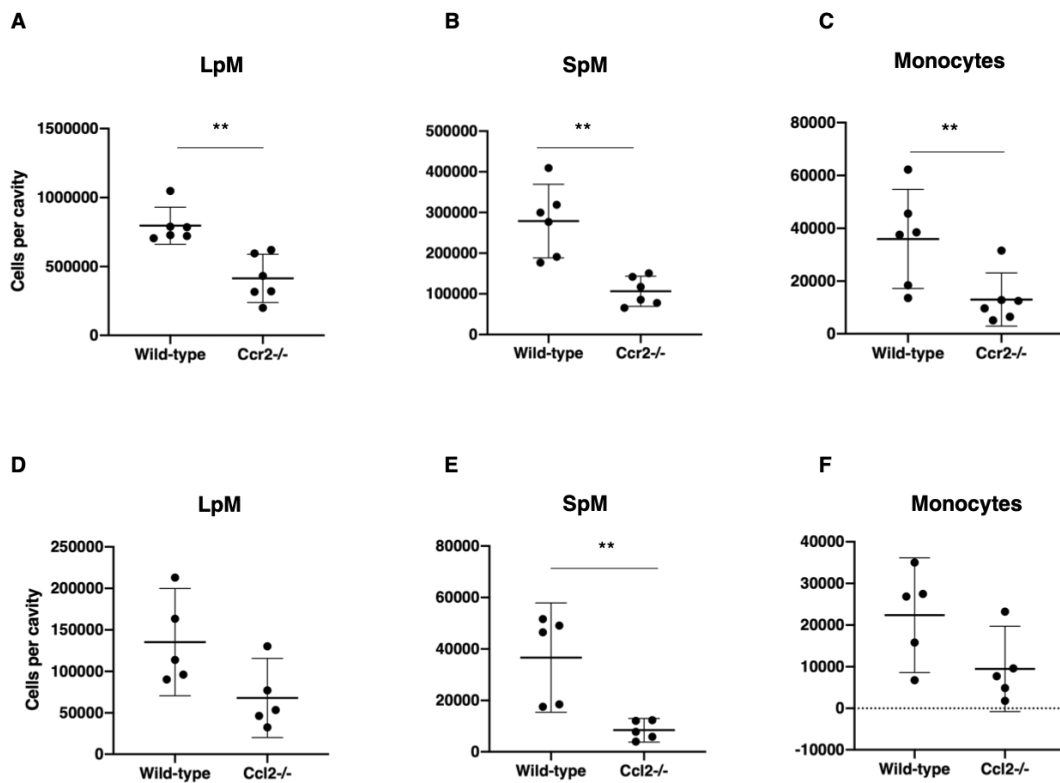 A
LpM
Cells per cavity
1500000
1000000
500000
0
**
Wild-type Ccr2-/-
B
SpM
500000
400000
300000
200000
100000
0
**
Wild-type Ccr2-/-
C
Monocytes
80000
60000
40000
20000
0
**
Wild-type Ccr2-/-
D
LpM
Cells per cavity
250000
200000
150000
100000
50000
0
Wild-type Ccl2-/-
E
SpM
80000
60000
40000
20000
0
**
Wild-type Ccl2-/-
F
Monocytes
40000
30000
20000
10000
0
-10000
Wild-type Ccl2-/-